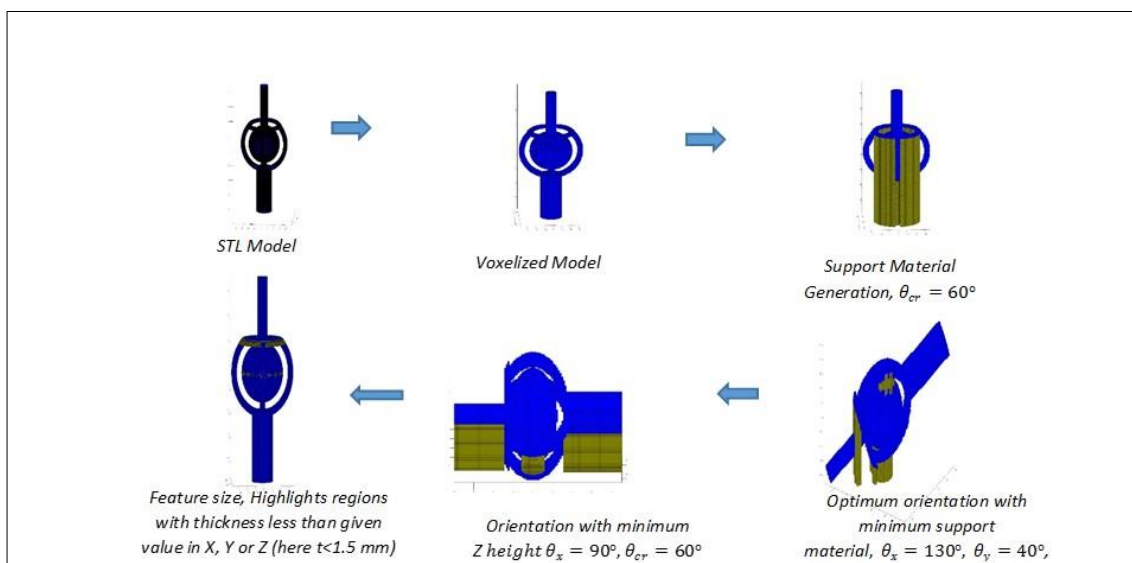 STL Model
Voxelized Model
Support Material
Generation, θcr = 60°
Feature size, Highlights regions
with thickness less than given
value in X, Y or Z (here t<1.5 mm)
Orientation with minimum
Z height θx = 90°, θcr = 60°
Optimum orientation with
minimum support
material, θx = 130°, θy = 40°,